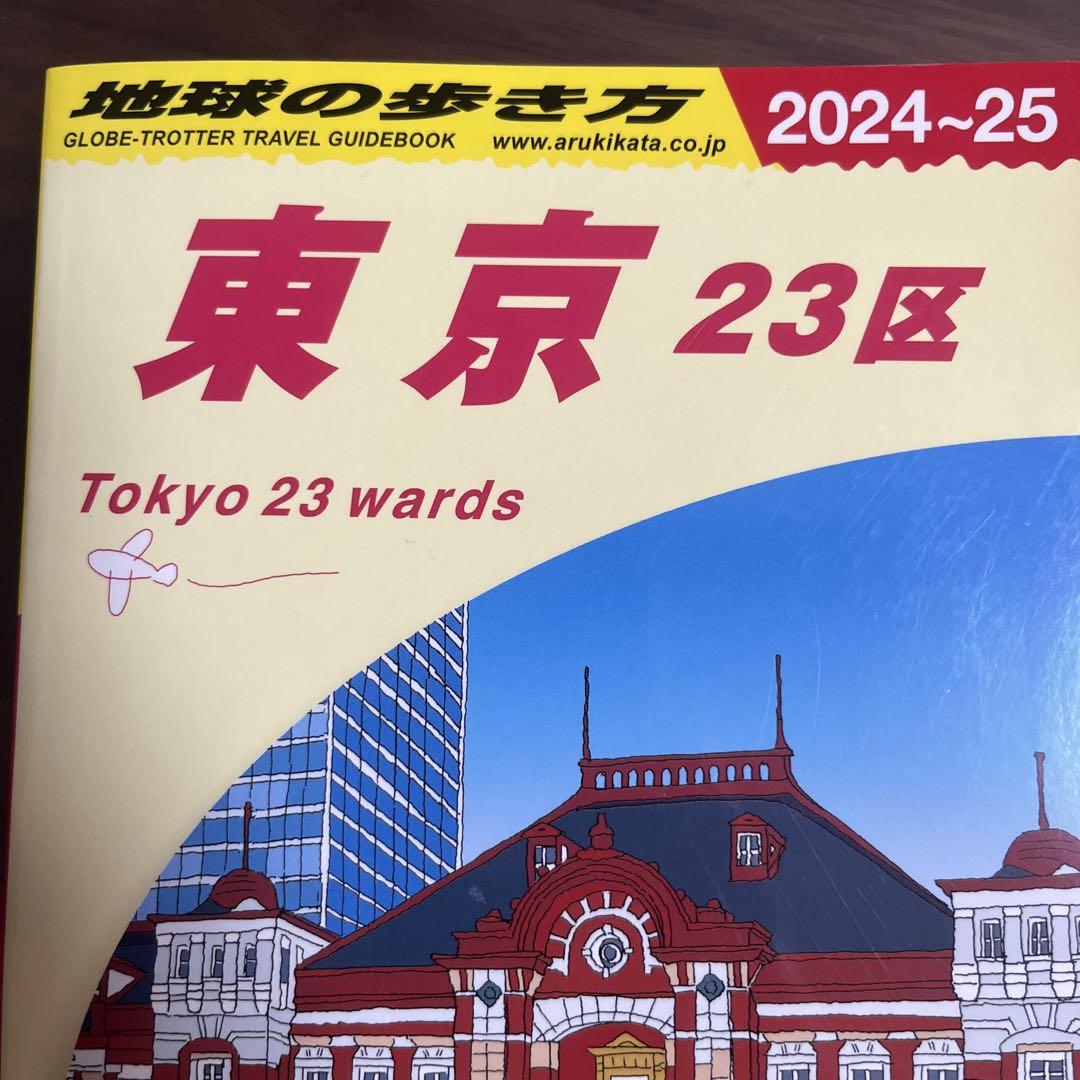 地球の歩き方
GLOBE-TROTTER TRAVEL GUIDEBOOK www.arukikata.co.jp
2024~25
東京 23区
Tokyo 23 wards